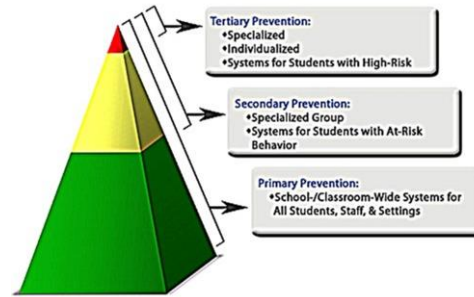 Tertiary Prevention:
◆Specialized
◆Individualized
◆Systems for Students with High-Risk
Secondary Prevention:
◆Specialized Group
◆Systems for Students with At-Risk
Behavior
Primary Prevention:
◆School-/Classroom-Wide Systems for
All Students, Staff, & Settings